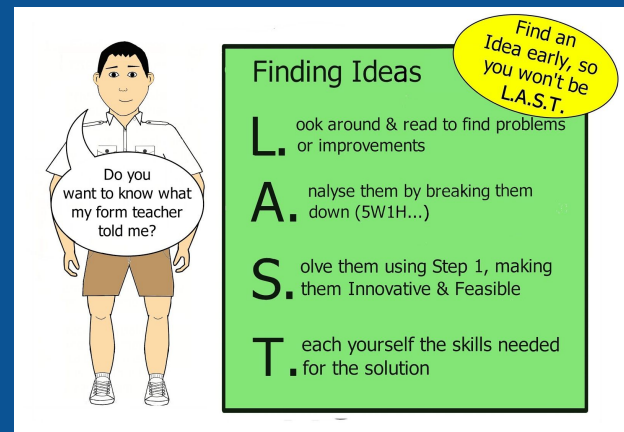 Find an
Idea early, so
you won't be
L.A.S.T.
Finding Ideas
L. ook around & read to find problems
or improvements
Do you
want to know what
my form teacher
told me?
A. nalyse them by breaking them
down (5W1H...)
S. olve them using Step 1, making
them Innovative & Feasible
T. each yourself the skills needed
for the solution